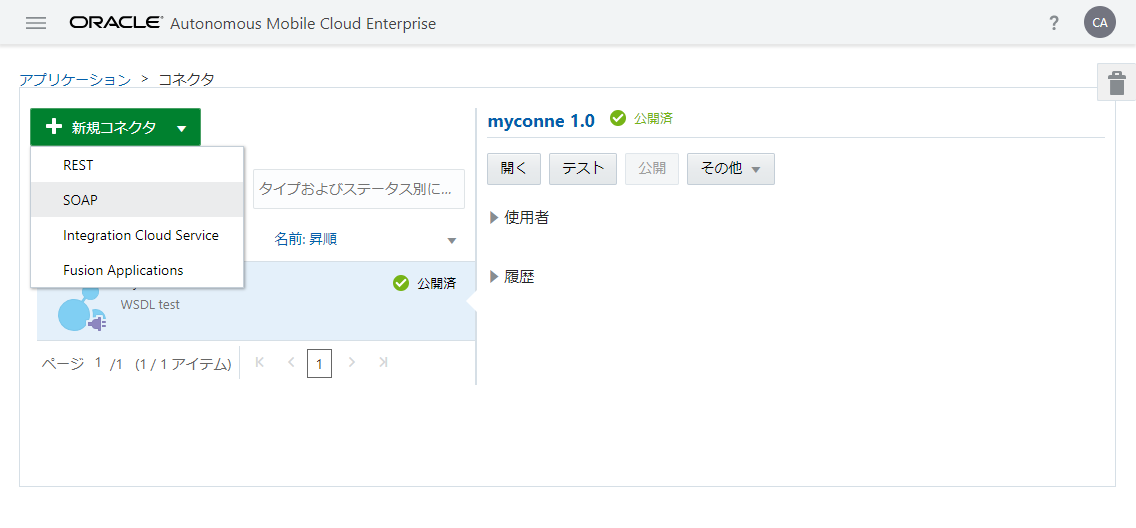 ORACLE Autonomous Mobile Cloud Enterprise
?
CA
アプリケーション > コネクタ
新規コネクタ
REST
SOAP
Integration Cloud Service
Fusion Applications
タイプおよびステータス別に...
名前: 昇順
公開済
WSDL test
ページ 1 /1 (1 / 1 アイテム)
1
myconne 1.0 公開済
開く テスト 公開 その他
使用者
履歴